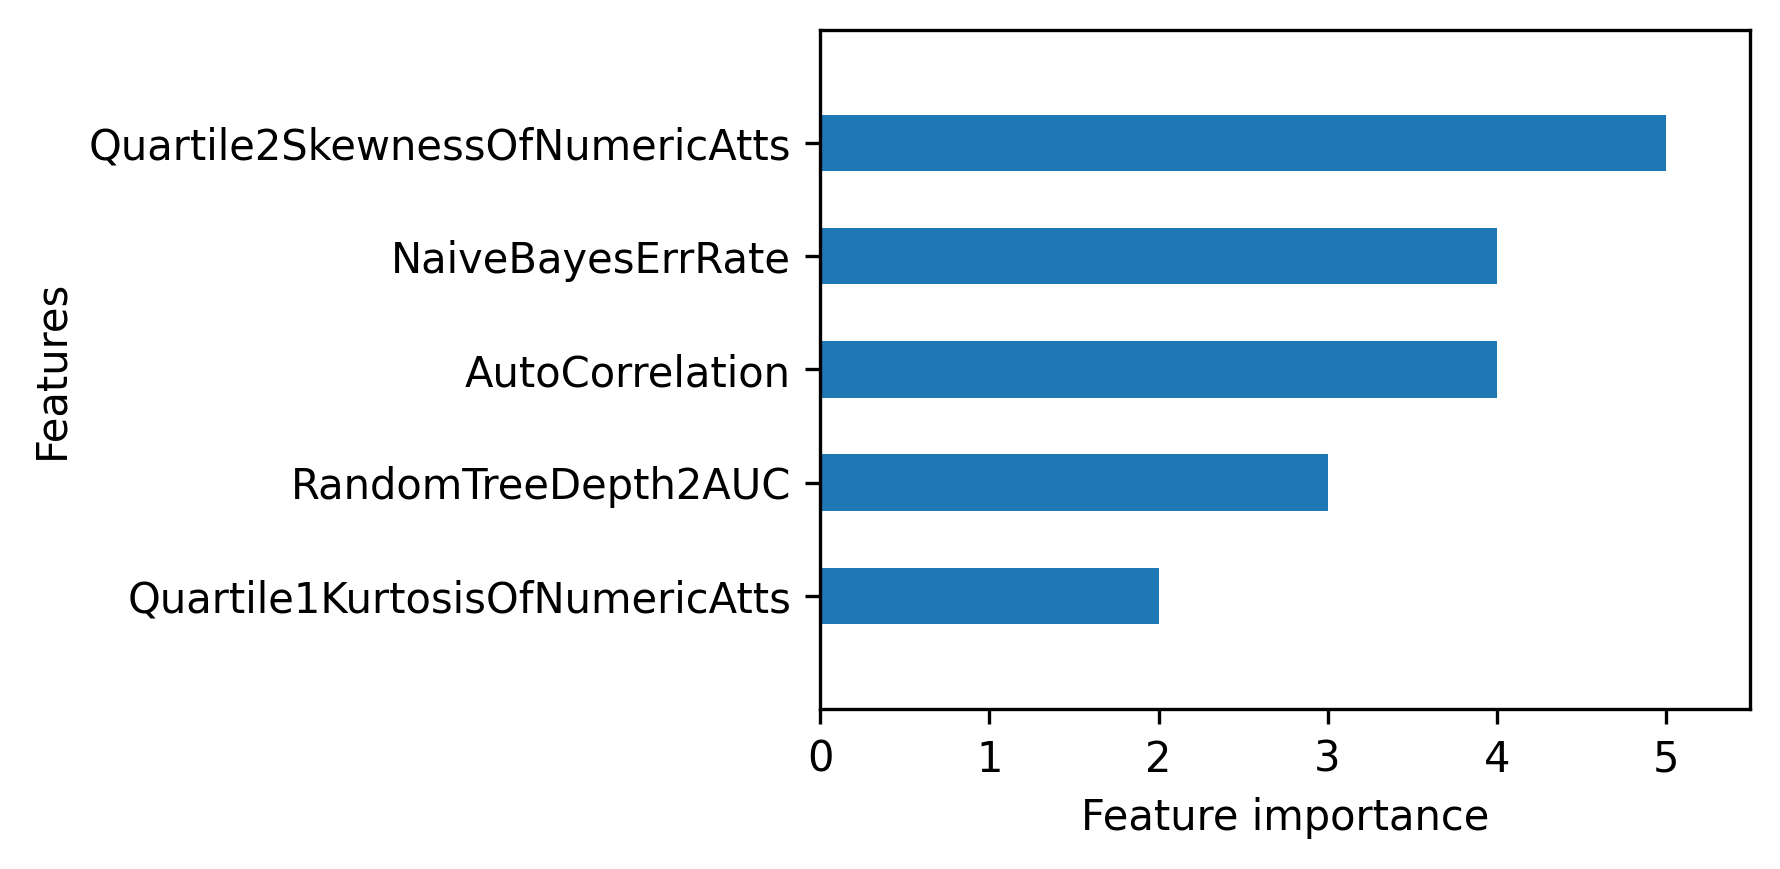 Features
Quartile2SkewnessOfNumericAtts
NaiveBayesErrRate
AutoCorrelation
RandomTreeDepth2AUC
Quartile1KurtosisOfNumericAtts
0 1 2 3 4 5
Feature importance